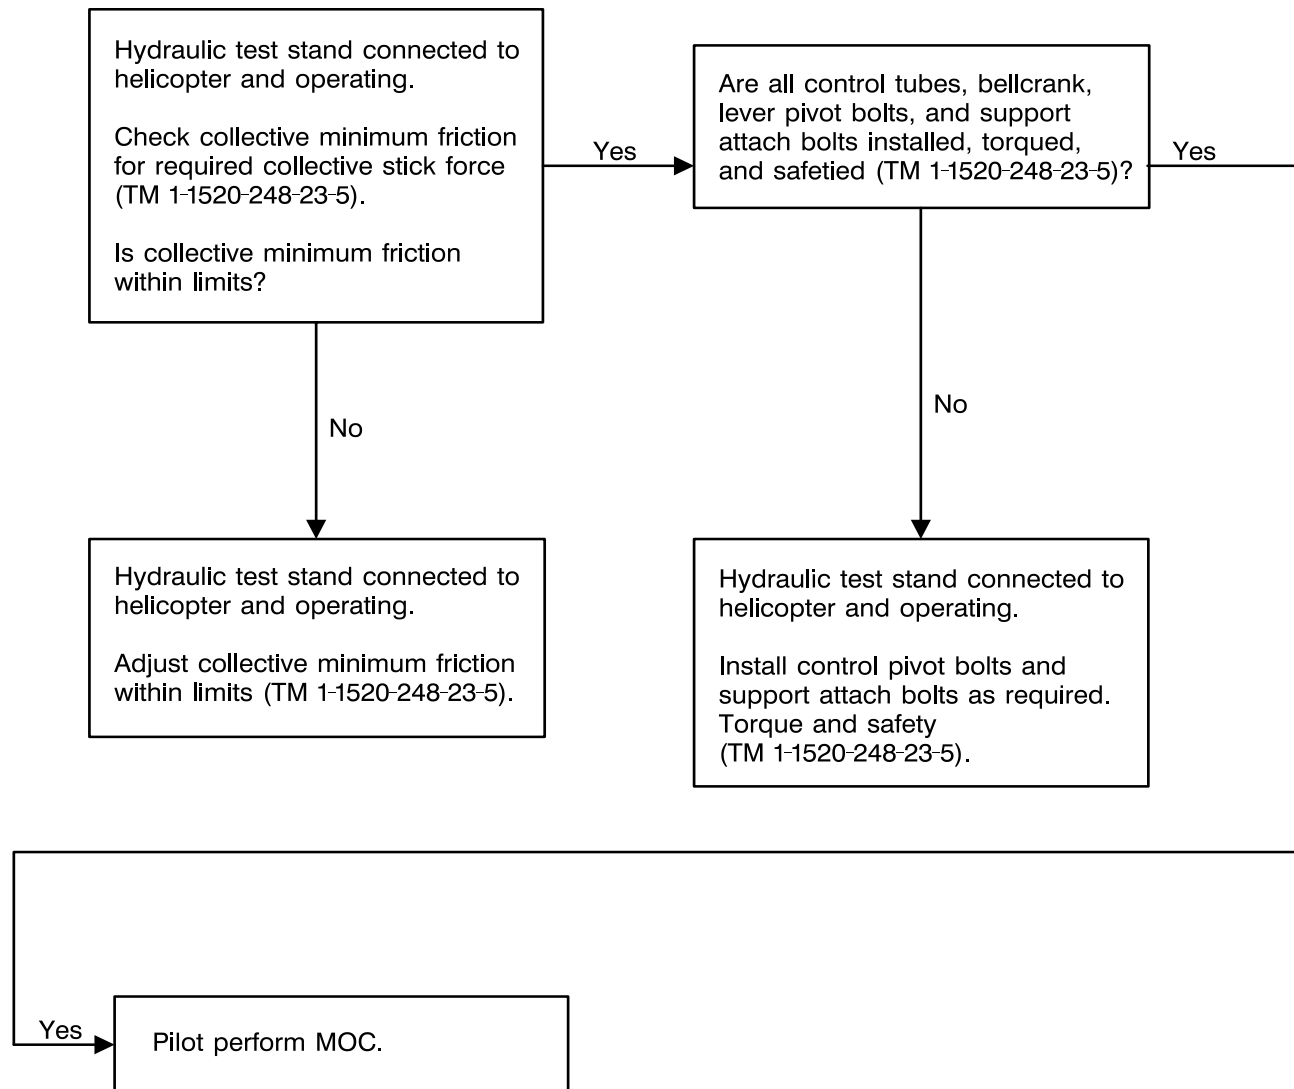 Hydraulic test stand connected to
helicopter and operating.
Check collective minimum friction
for required collective stick force
(TM 1-1520-248-23-5).
Is collective minimum friction
within limits?
Yes
Are all control tubes, bellcrank,
lever pivot bolts, and support
attach bolts installed, torqued,
and safetied (TM 1-1520-248-23-5)?
Yes
No
No
Hydraulic test stand connected to
helicopter and operating.
Adjust collective minimum friction
within limits (TM 1-1520-248-23-5).
Hydraulic test stand connected to
helicopter and operating.
Install control pivot bolts and
support attach bolts as required.
Torque and safety
(TM 1-1520-248-23-5).
Yes
Pilot perform MOC.